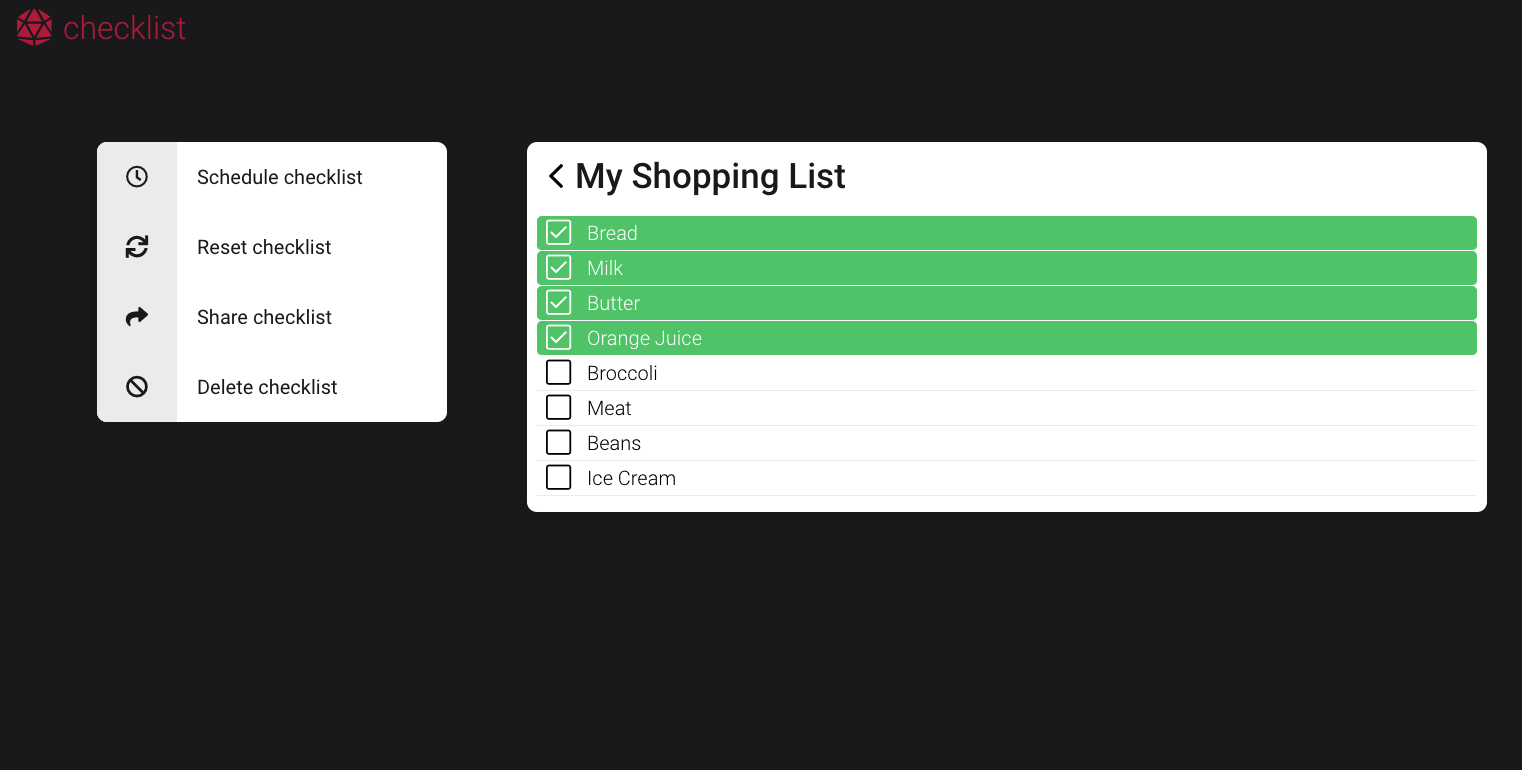 checklist
Schedule checklist
Reset checklist
Share checklist
Delete checklist
My Shopping List
Bread
Milk
Butter
Orange Juice
Broccoli
Meat
Beans
Ice Cream